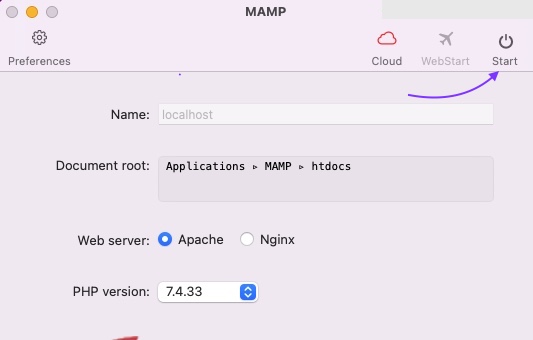 MAMP
Preferences
Cloud
WebStart
Start
Name: localhost
Document root: Applications ▹ MAMP ▹ htdocs
Web server: Apache Nginx
PHP version: 7.4.33